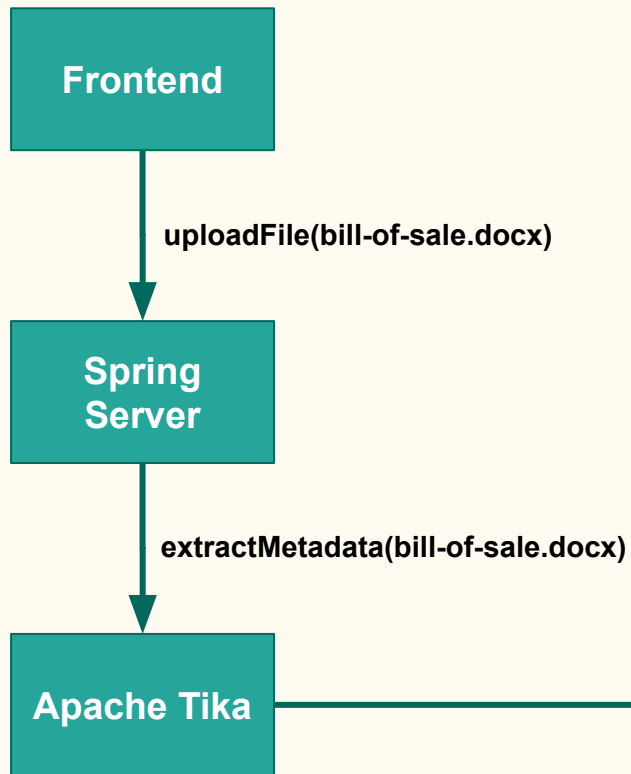 Frontend
uploadFile(bill-of-sale.docx)
Spring
Server
extractMetadata(bill-of-sale.docx)
Apache Tika